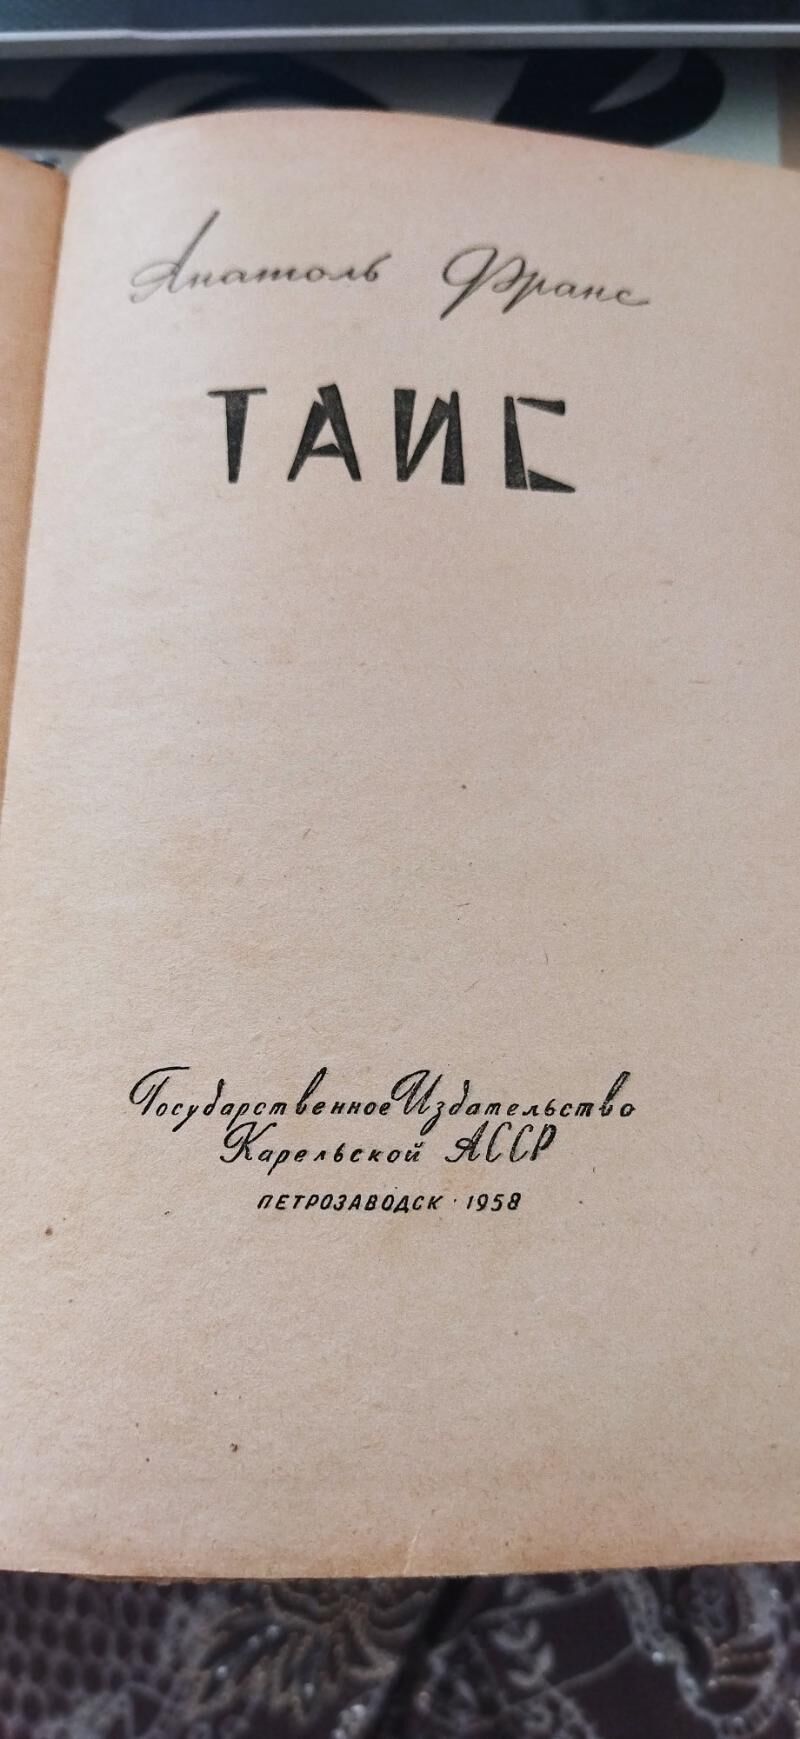 Анатоль Франс
ТАИС
Государственное Издательство
Карельской АССР
ПЕТРОЗАВОДСК · 1958